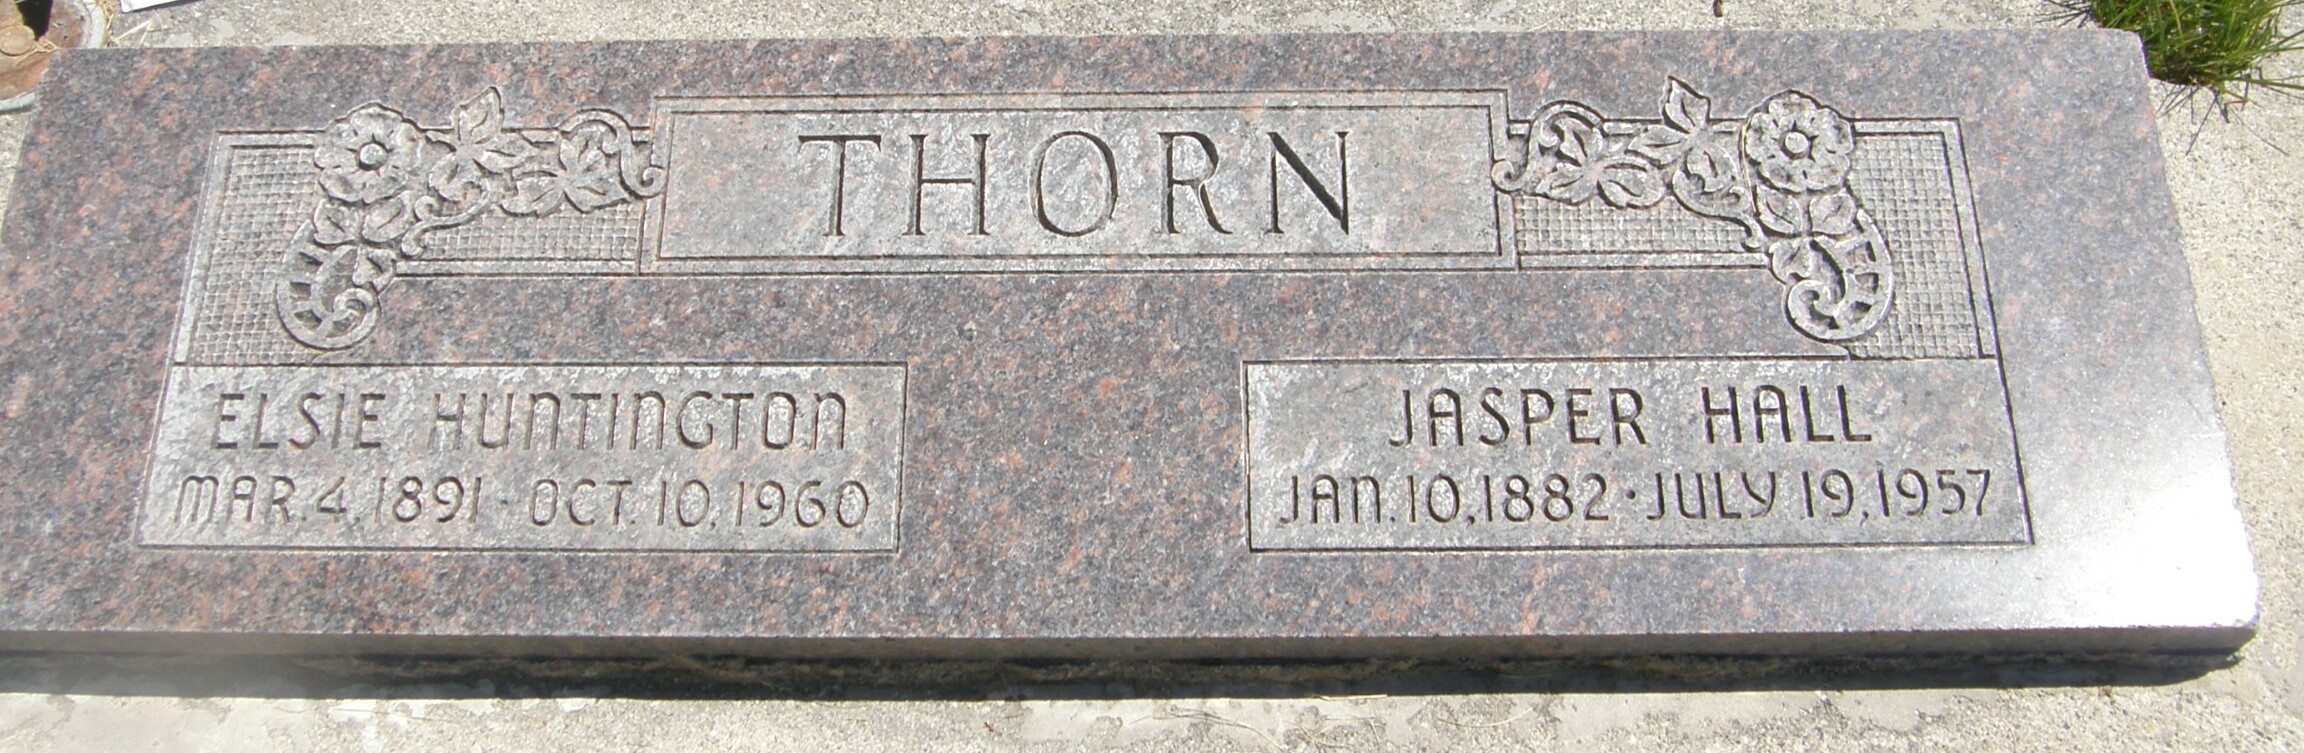 THORN
ELSIE HUNTINGTON
MAR. 4, 1891 · OCT. 10, 1960
JASPER HALL
JAN. 10, 1882 · JULY 19, 1957